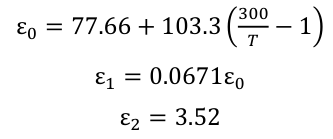 ε₀ = 77.66 + 103.3 (300/T − 1)
ε₁ = 0.0671ε₀
ε₂ = 3.52